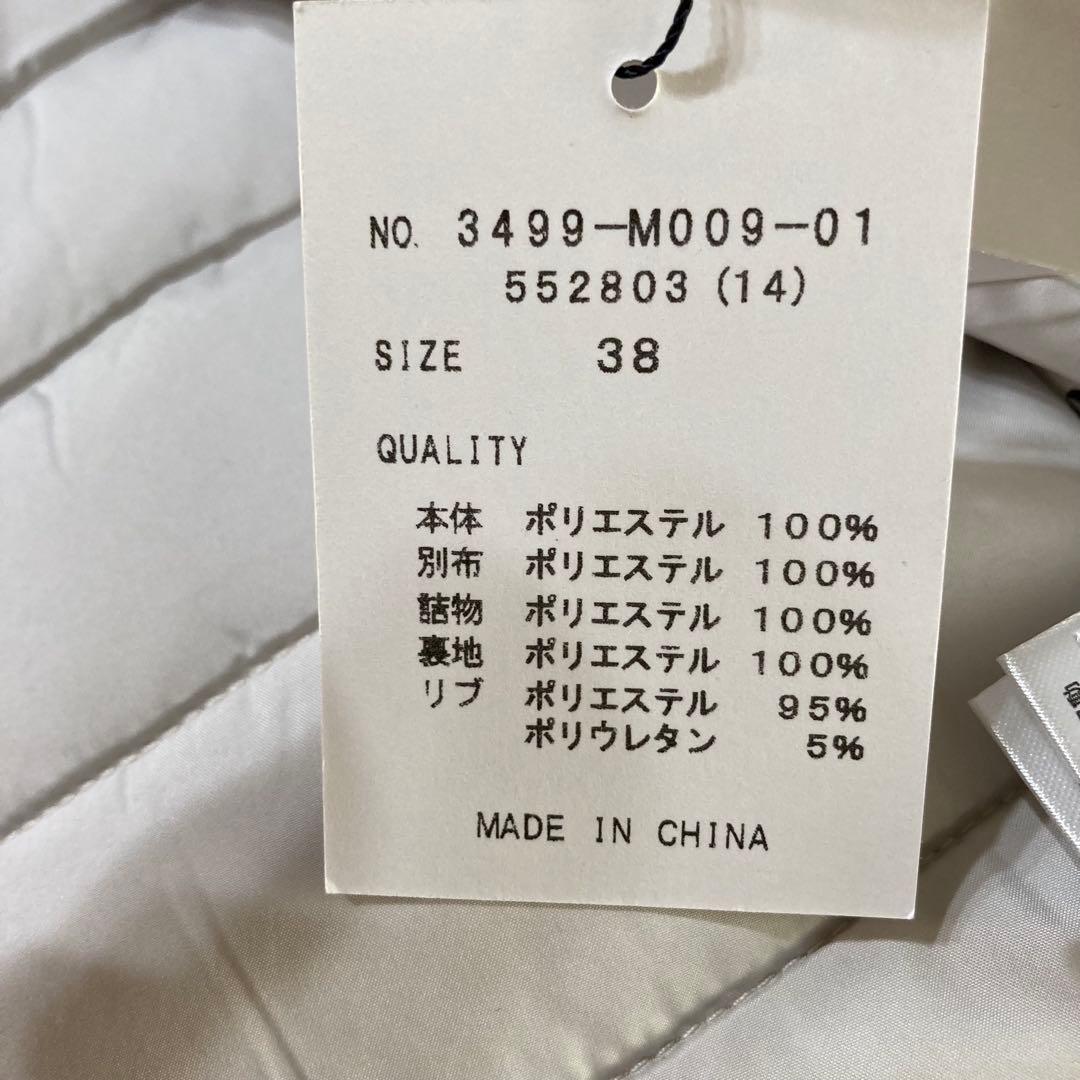 NO. 3499-M009-01
552803 (14)
SIZE 38
QUALITY
本体 ポリエステル 100%
別布 ポリエステル 100%
詰物 ポリエステル 100%
裏地 ポリエステル 100%
リブ ポリエステル 95%
ポリウレタン 5%
MADE IN CHINA